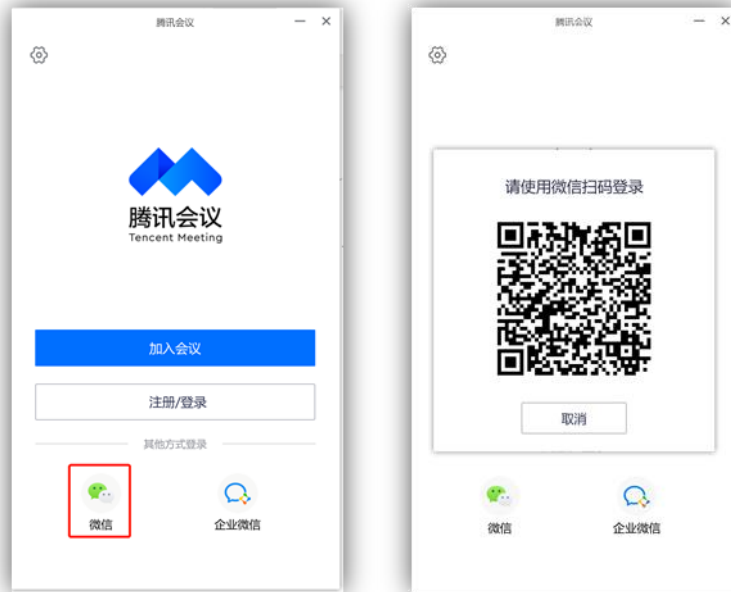 腾讯会议
腾讯会议
Tencent Meeting
加入会议
注册/登录
其他方式登录
微信
企业微信
腾讯会议
请使用微信扫码登录
取消
微信
企业微信